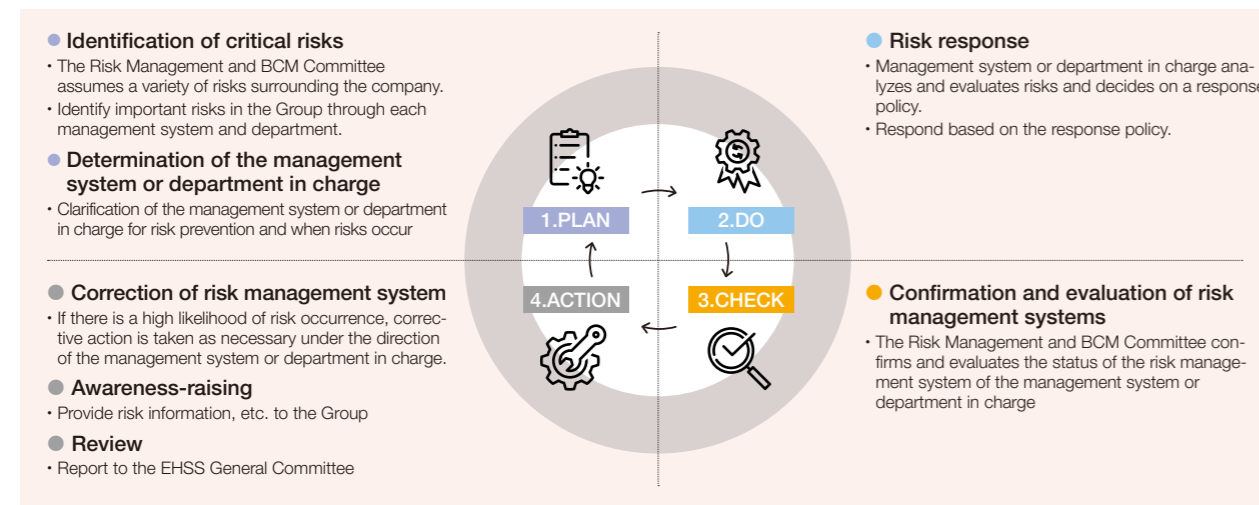 Identification of critical risks
・The Risk Management and BCM Committee
assumes a variety of risks surrounding the company.
・Identify important risks in the Group through each
management system and department.
Determination of the management
system or department in charge
・Clarification of the management system or department
in charge for risk prevention and when risks occur
1.PLAN
2.DO
Risk response
・Management system or department in charge ana-
lyzes and evaluates risks and decides on a response
policy.
・Respond based on the response policy.
Correction of risk management system
・If there is a high likelihood of risk occurrence, correc-
tive action is taken as necessary under the direction
of the management system or department in charge.
Awareness-raising
・Provide risk information, etc. to the Group
Review
・Report to the EHSS General Committee
4.ACTION
3.CHECK
Confirmation and evaluation of risk
management systems
・The Risk Management and BCM Committee con-
firms and evaluates the status of the risk manage-
ment system of the management system or
department in charge